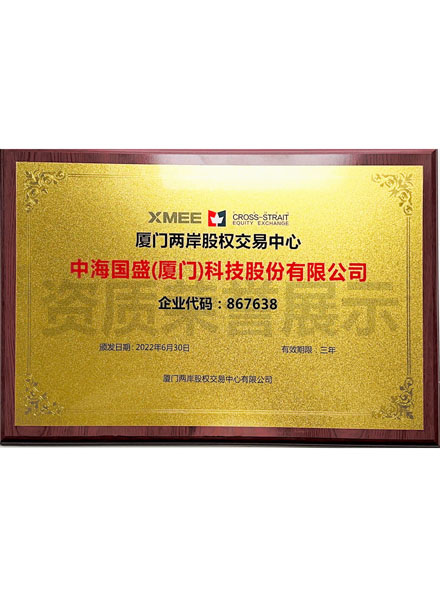 XMEE CROSS-STRAIT
EQUITY EXCHANGE
厦门两岸股权交易中心
中海国盛(厦门)科技股份有限公司
资质荣誉展示
企业代码：867638
颁发日期：2022年6月30日 有效期限：三年
厦门两岸股权交易中心有限公司